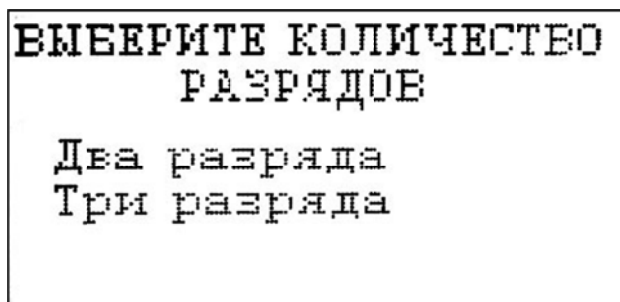 ВЫБЕРИТЕ КОЛИЧЕСТВО
РАЗРЯДОВ
Два разряда
Три разряда